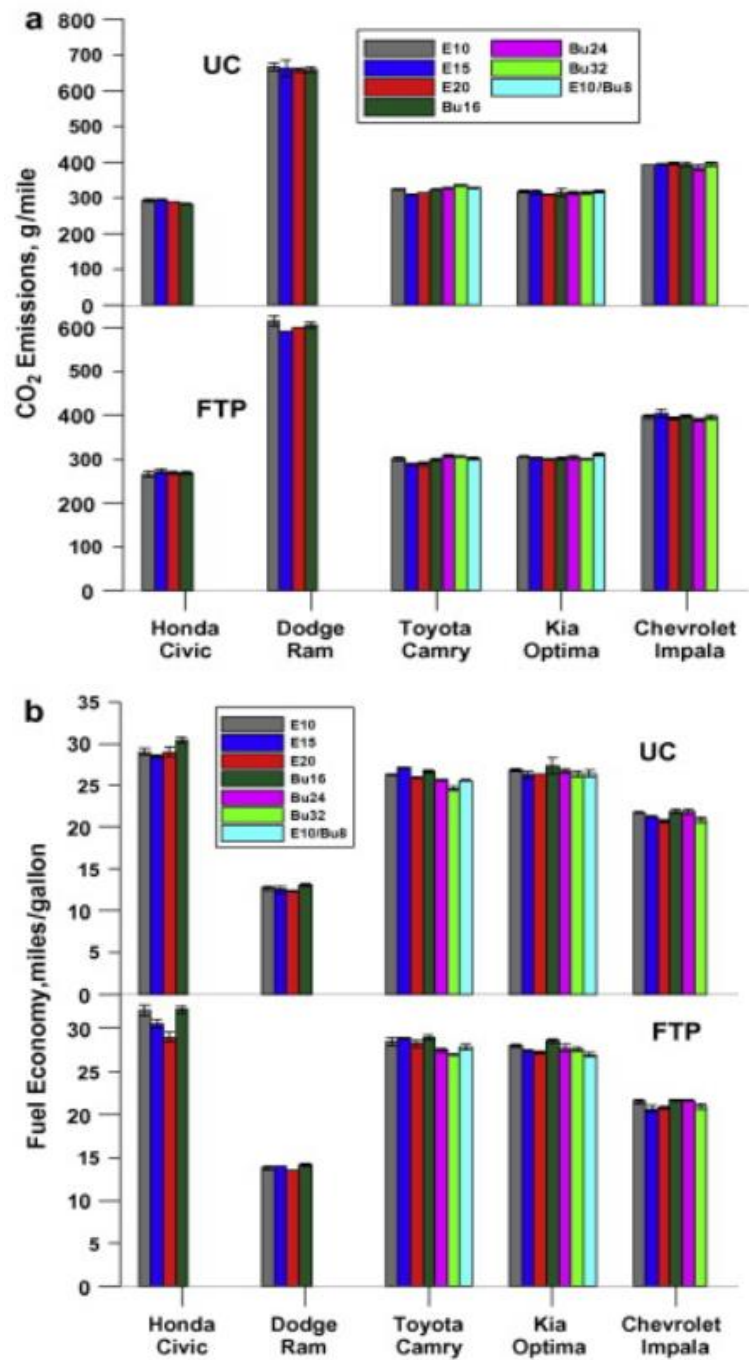 a
800
700
600
500
400
300
200
100
0
UC
E10
E15
E20
Bu16
Bu24
Bu32
E10/Bu8
CO₂ Emissions, g/mile
600
500
400
300
200
100
0
FTP
Honda Civic
Dodge Ram
Toyota Camry
Kia Optima
Chevrolet Impala
b
35
30
25
20
15
10
5
0
E10
E15
E20
Bu16
Bu24
Bu32
E10/Bu8
UC
Fuel Economy,miles/gallon
30
25
20
15
10
5
0
FTP
Honda Civic
Dodge Ram
Toyota Camry
Kia Optima
Chevrolet Impala